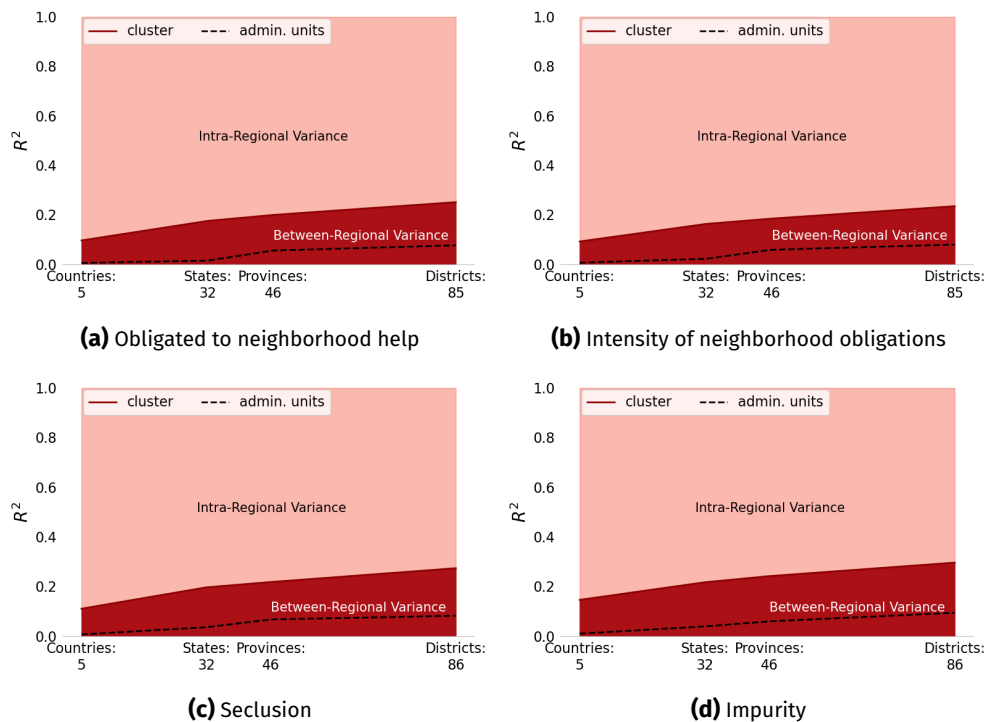 1.0
cluster
admin. units
0.8
0.6
Intra-Regional Variance
R²
0.4
0.2
Between-Regional Variance
0.0
Countries:
5
States:
32
Provinces:
46
Districts:
85
(a) Obligated to neighborhood help
1.0
cluster
admin. units
0.8
0.6
Intra-Regional Variance
R²
0.4
0.2
Between-Regional Variance
0.0
Countries:
5
States:
32
Provinces:
46
Districts:
85
(b) Intensity of neighborhood obligations
1.0
cluster
admin. units
0.8
0.6
Intra-Regional Variance
R²
0.4
0.2
Between-Regional Variance
0.0
Countries:
5
States:
32
Provinces:
46
Districts:
86
(c) Seclusion
1.0
cluster
admin. units
0.8
0.6
Intra-Regional Variance
R²
0.4
0.2
Between-Regional Variance
0.0
Countries:
5
States:
32
Provinces:
46
Districts:
86
(d) Impurity